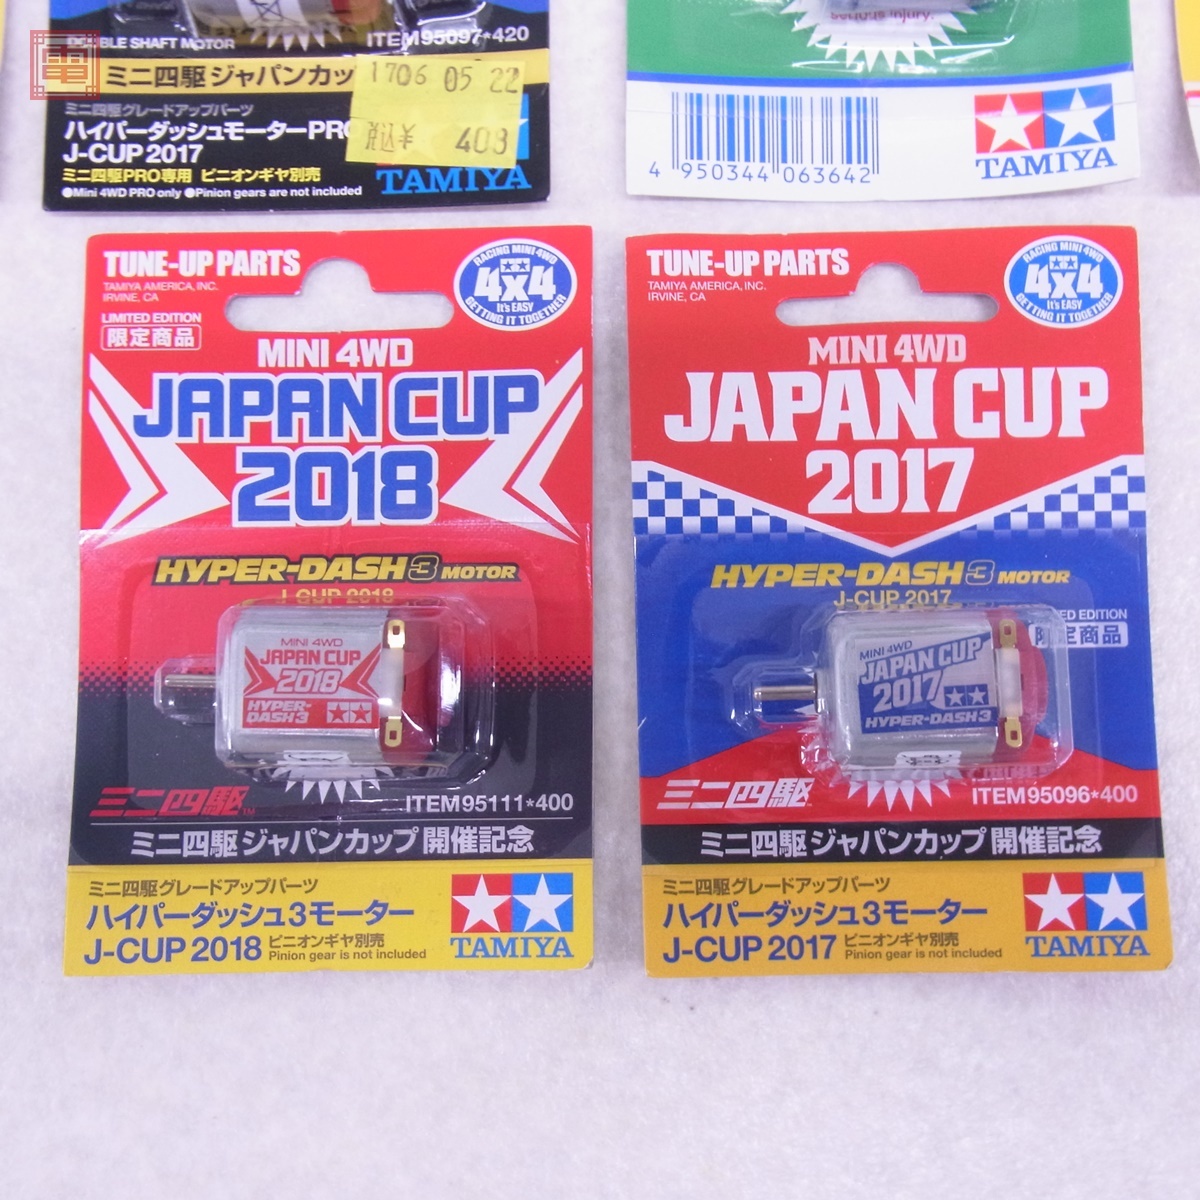 電
DOUBLE SHAFT MOTOR
ITEM95097*420
ミニ四駆 ジャパンカッ
1706 05 22
税込¥ 408
ミニ四駆グレードアップパーツ
ハイパーダッシュモーターPRO
J-CUP 2017
ミニ四駆PRO専用 ピニオンギヤ別売
●Mini 4WD PRO only ●Pinion gears are not included
TAMIYA
serious injury.
4 950344 063642
TAMIYA
TUNE-UP PARTS
TAMIYA AMERICA, INC.
IRVINE, CA
RACING MINI 4WD
4x4
It's EASY
GETTING IT TOGETHER
LIMITED EDITION
限定商品
MINI 4WD
JAPAN CUP
2018
HYPER-DASH3 MOTOR
J-CUP 2018
MINI 4WD
JAPAN CUP
2018
HYPER-
DASH3
ミニ四駆™
ITEM95111*400
ミニ四駆 ジャパンカップ 開催記念
ミニ四駆グレードアップパーツ
ハイパーダッシュ3モーター
J-CUP 2018 ピニオンギヤ別売
Pinion gear is not included
TAMIYA
TUNE-UP PARTS
TAMIYA AMERICA, INC.
IRVINE, CA
RACING MINI 4WD
4x4
It's EASY
GETTING IT TOGETHER
MINI 4WD
JAPAN CUP
2017
HYPER-DASH3 MOTOR
J-CUP 2017
ED EDITION
限定商品
MINI 4WD
JAPAN CUP
2017
HYPER-DASH3
ミニ四駆
ITEM95096*400
ミニ四駆 ジャパンカップ 開催記念
ミニ四駆グレードアップパーツ
ハイパーダッシュ3モーター
J-CUP 2017 ピニオンギヤ別売
Pinion gear is not included
TAMIYA